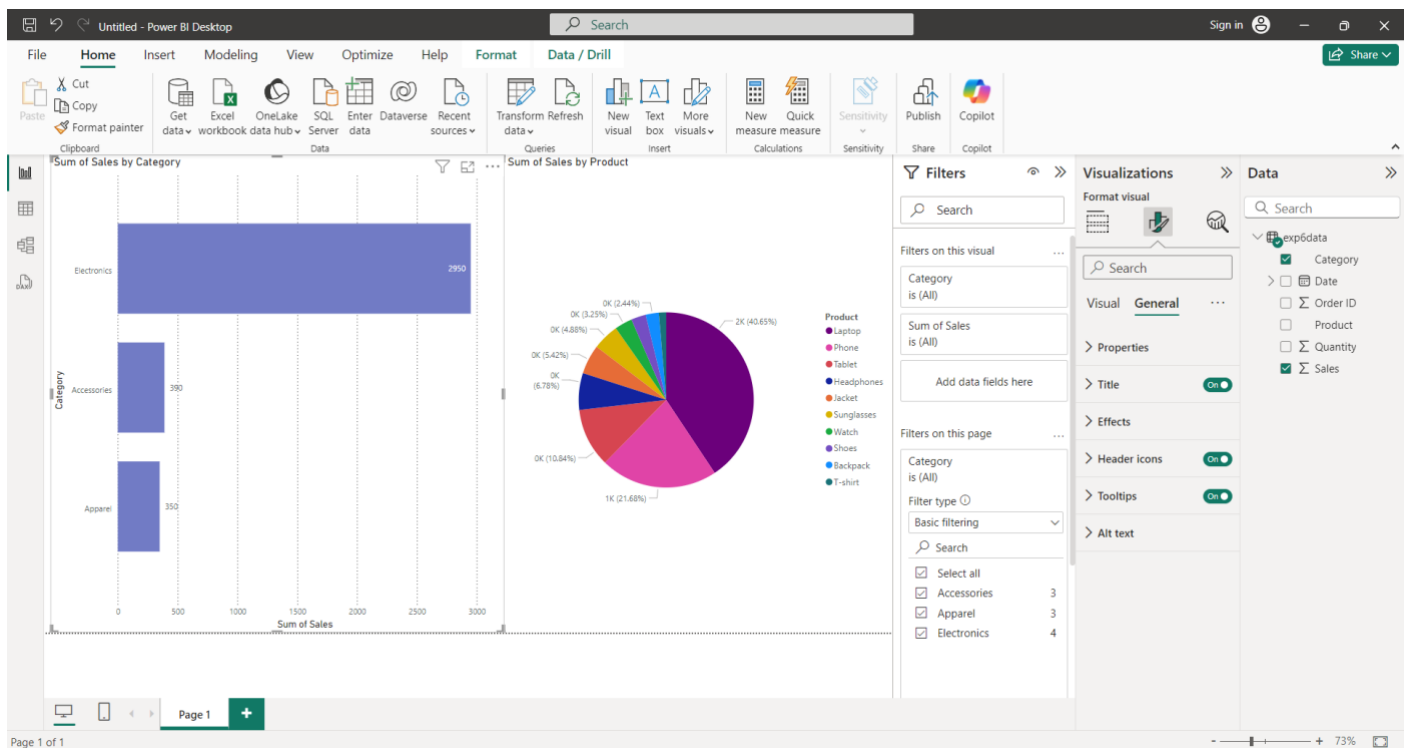 Untitled - Power BI Desktop
Search
Sign in
File Home Insert Modeling View Optimize Help Format Data / Drill
Share
Paste
Cut
Copy
Format painter
Clipboard
Get data
Excel workbook
OneLake data hub
SQL Server
Enter data
Dataverse
Recent sources
Data
Transform data
Refresh
Queries
New visual
Text box
More visuals
Insert
New measure
Quick measure
Calculations
Sensitivity
Sensitivity
Publish
Share
Copilot
Copilot
DAX
Sum of Sales by Category
Category
Electronics
2950
Accessories
390
Apparel
350
0 500 1000 1500 2000 2500 3000
Sum of Sales
Sum of Sales by Product
0K (2.44%)
0K (3.25%)
0K (4.88%)
0K (5.42%)
0K
(6.78%)
0K (10.84%)
1K (21.68%)
2K (40.65%)
Product
Laptop
Phone
Tablet
Headphones
Jacket
Sunglasses
Watch
Shoes
Backpack
T-shirt
Filters
Search
Filters on this visual
Category
is (All)
Sum of Sales
is (All)
Add data fields here
Filters on this page
Category
is (All)
Filter type
Basic filtering
Search
Select all
Accessories 3
Apparel 3
Electronics 4
Visualizations
Format visual
Search
Visual General
Properties
Title On
Effects
Header icons On
Tooltips On
Alt text
Data
Search
exp6data
Category
Date
Order ID
Product
Quantity
Sales
Page 1
Page 1 of 1
73%